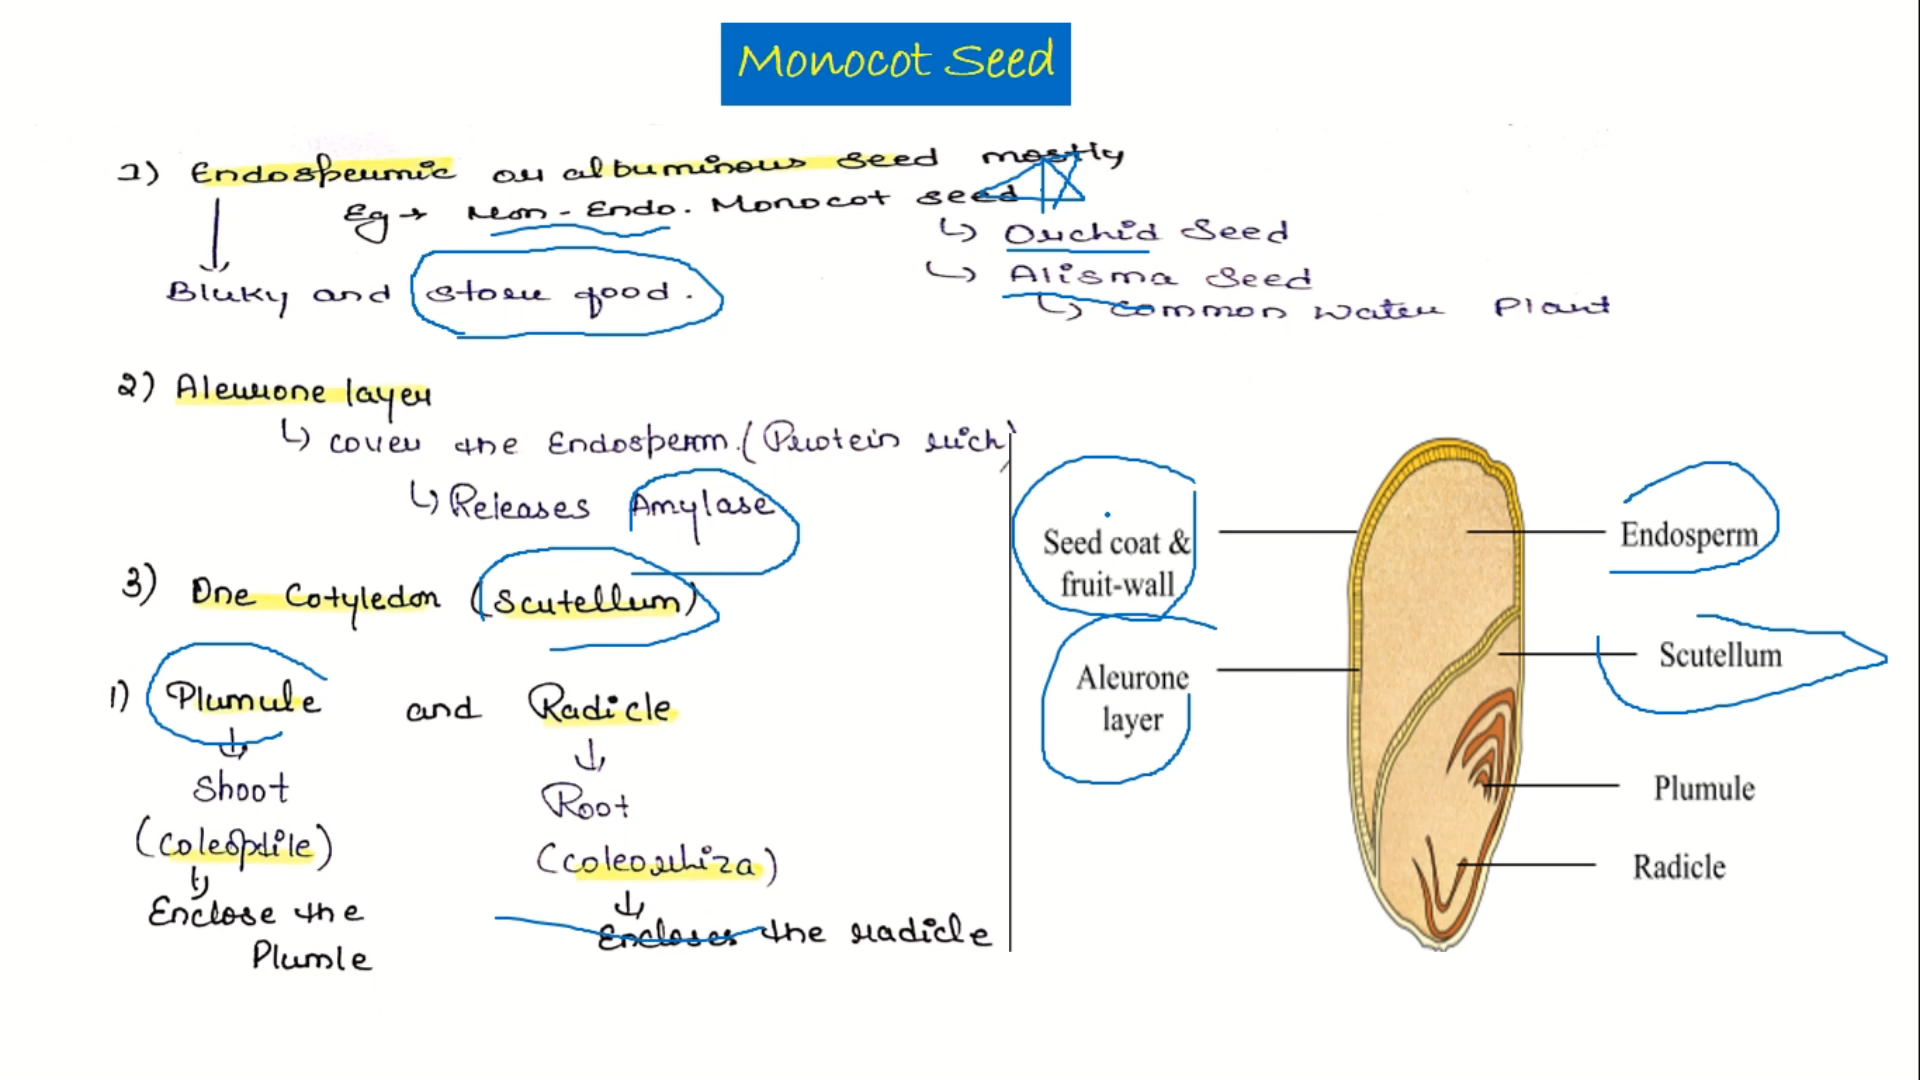 Monocot Seed
1) Endospermic or albuminous seed mostly
Eg → Non-Endo. Monocot seed
↳ Orchid Seed
↳ Alisma Seed
↳ common water Plant
Bluky and store food.
2) Aleurone layer
↳ cover the Endosperm. (Protein rich)
↳ Releases Amylase
3) One Cotyledon (Scutellum)
1) Plumule and Radicle
↓ ↓
Shoot Root
(coleoptile) (coleorhiza)
↳ ↓
Enclose the Encloses the radicle
Plumle
Seed coat &
fruit-wall
Aleurone
layer
Endosperm
Scutellum
Plumule
Radicle